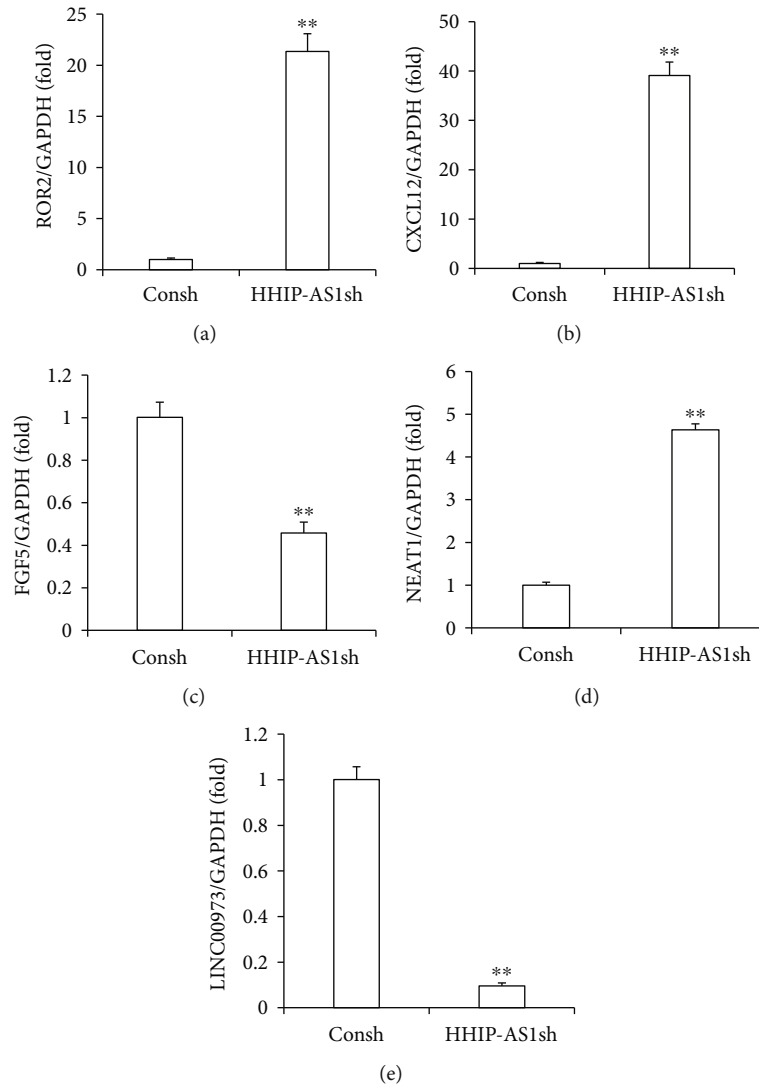 ROR2/GAPDH (fold)
25
20
15
10
5
0
**
Consh
HHIP-AS1sh
(a)
CXCL12/GAPDH (fold)
50
40
30
20
10
0
**
Consh
HHIP-AS1sh
(b)
FGF5/GAPDH (fold)
1.2
1
0.8
0.6
0.4
0.2
0
**
Consh
HHIP-AS1sh
(c)
NEAT1/GAPDH (fold)
6
5
4
3
2
1
0
**
Consh
HHIP-AS1sh
(d)
LINC00973/GAPDH (fold)
1.2
1
0.8
0.6
0.4
0.2
0
**
Consh
HHIP-AS1sh
(e)